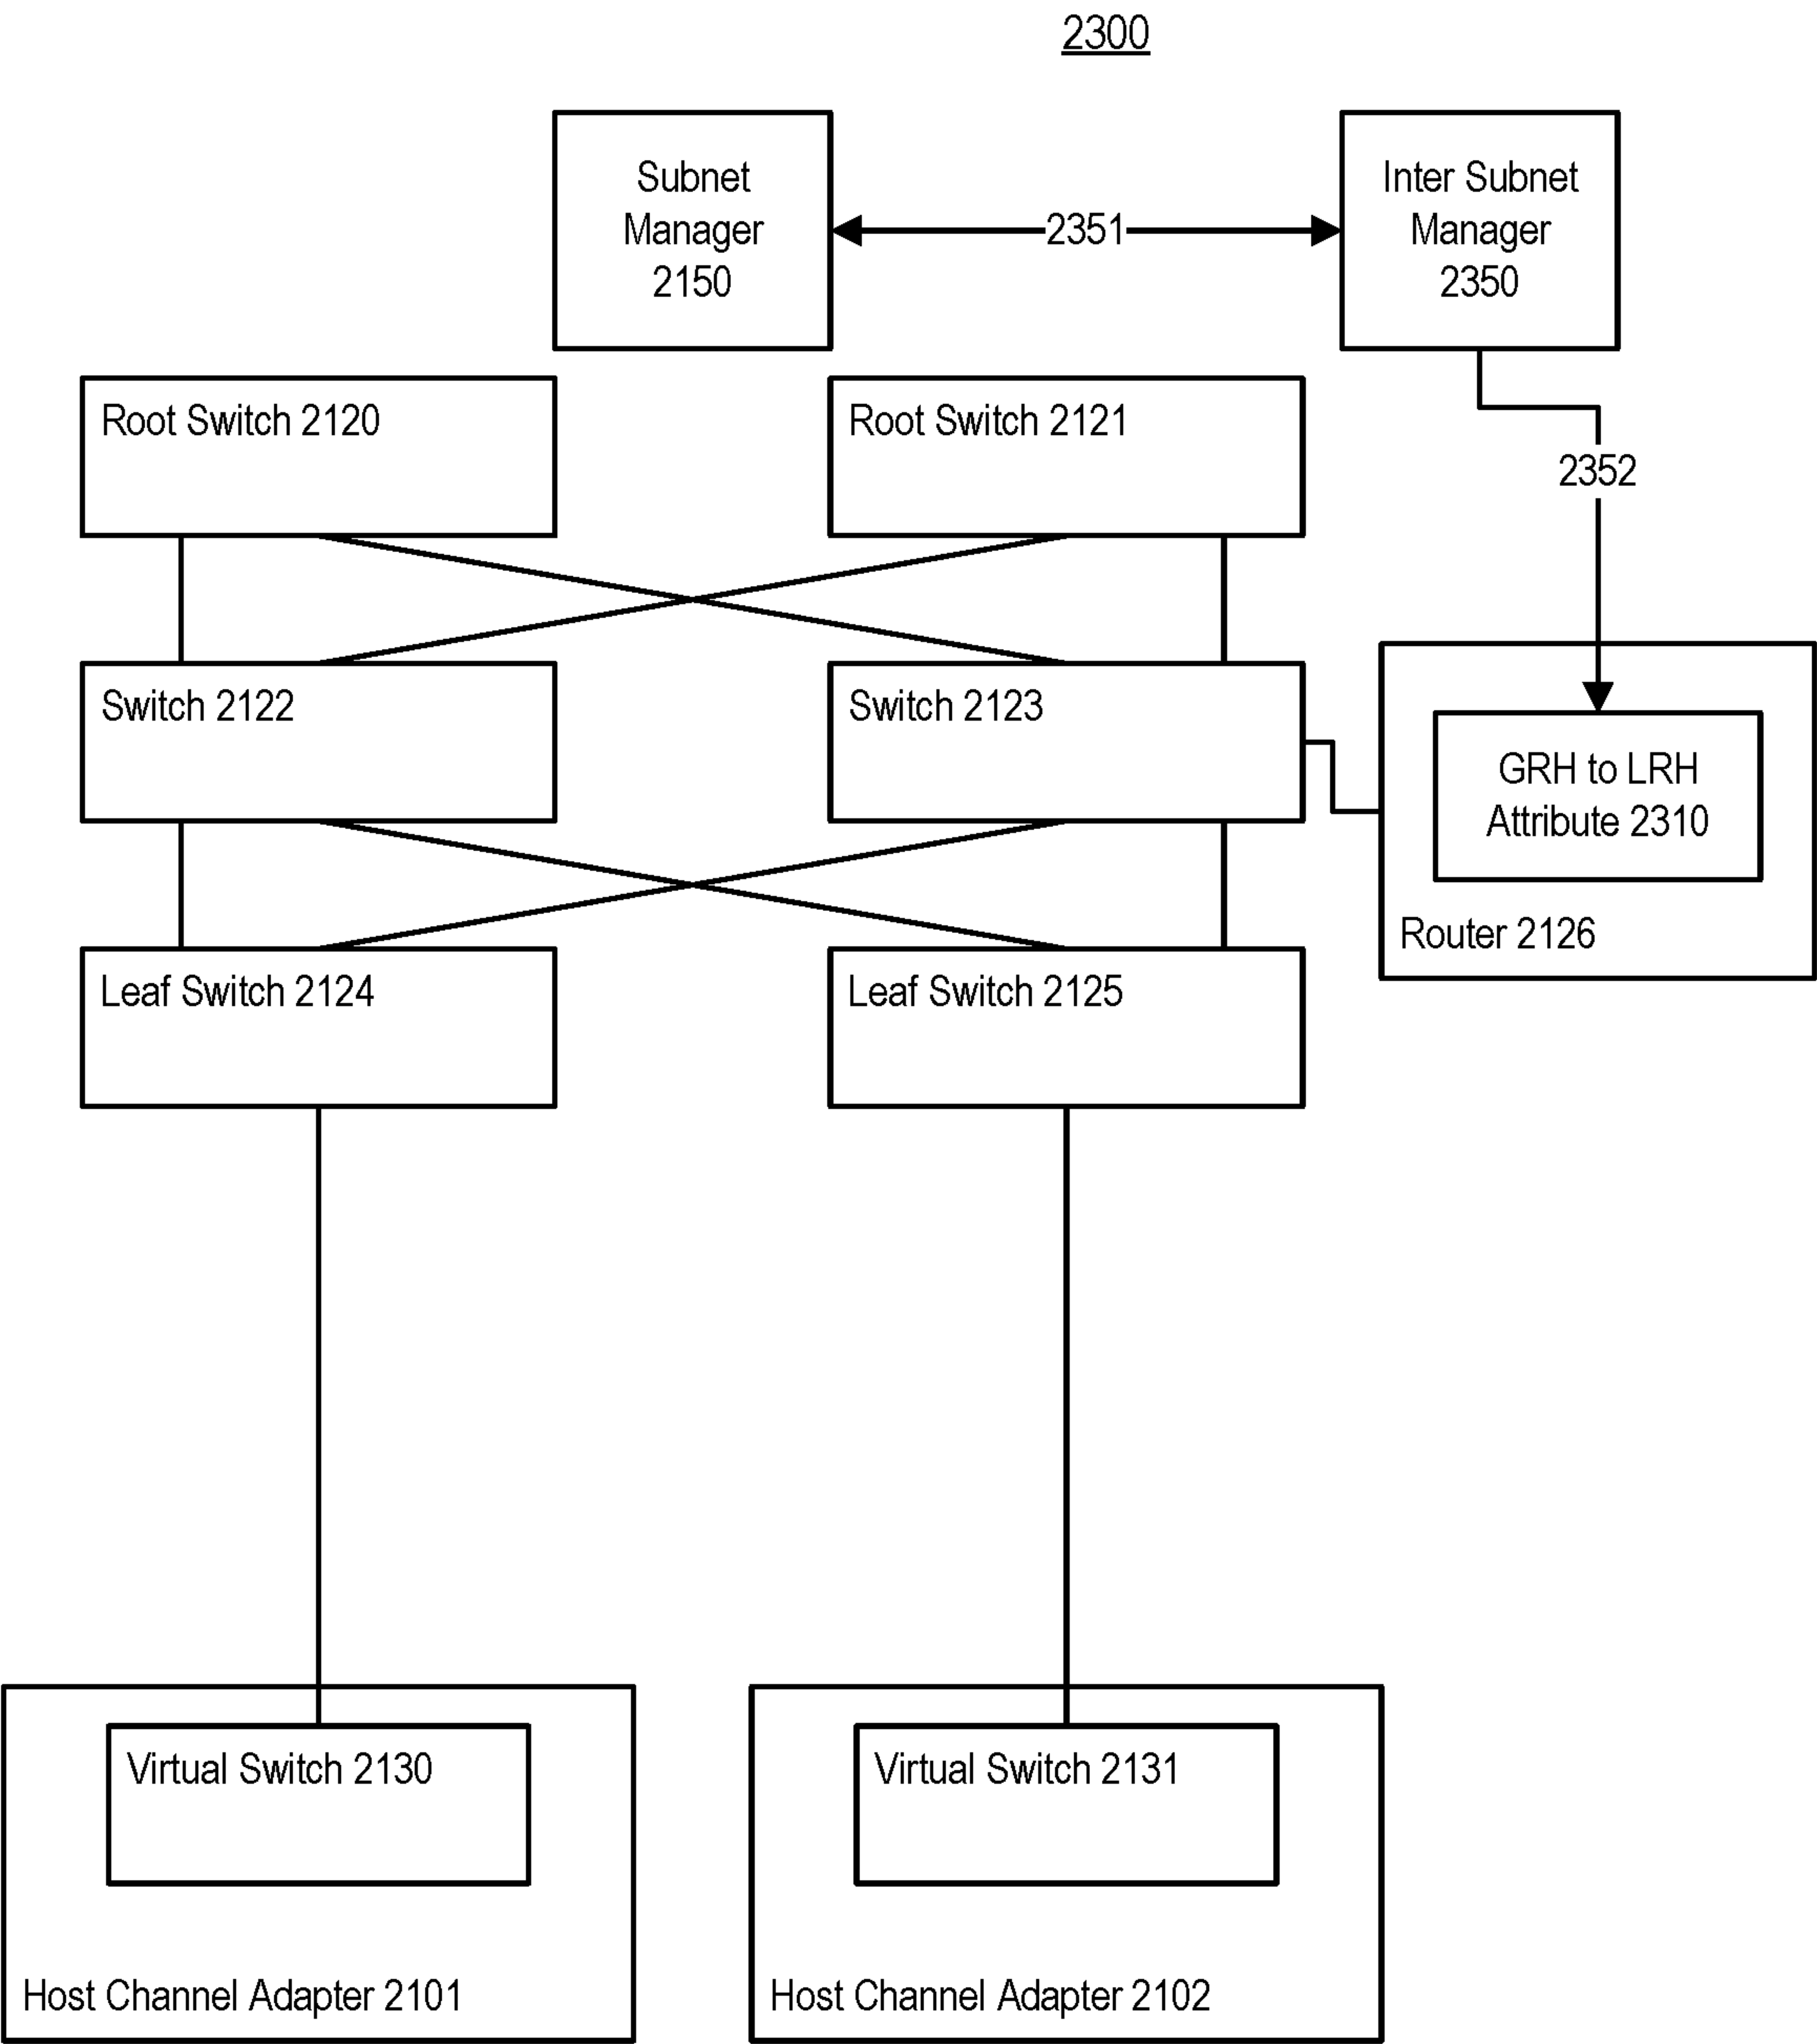 2300
Subnet
Manager
2150
2351
Inter Subnet
Manager
2350
Root Switch 2120
Root Switch 2121
2352
Switch 2122
Switch 2123
GRH to LRH
Attribute 2310
Router 2126
Leaf Switch 2124
Leaf Switch 2125
Virtual Switch 2130
Virtual Switch 2131
Host Channel Adapter 2101
Host Channel Adapter 2102